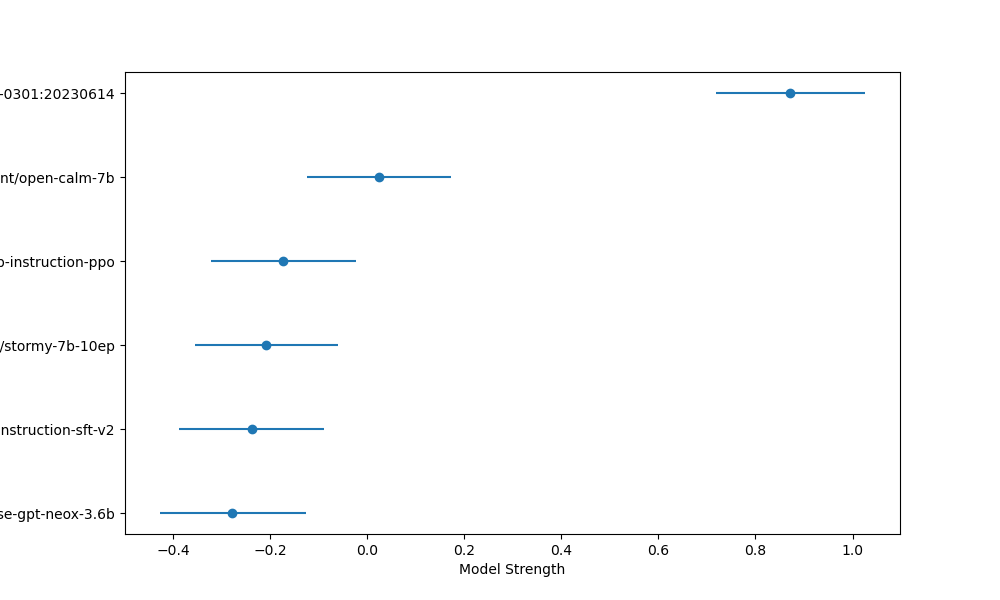 -0301:20230614
nt/open-calm-7b
-instruction-ppo
/stormy-7b-10ep
nstruction-sft-v2
se-gpt-neox-3.6b
−0.4 −0.2 0.0 0.2 0.4 0.6 0.8 1.0
Model Strength